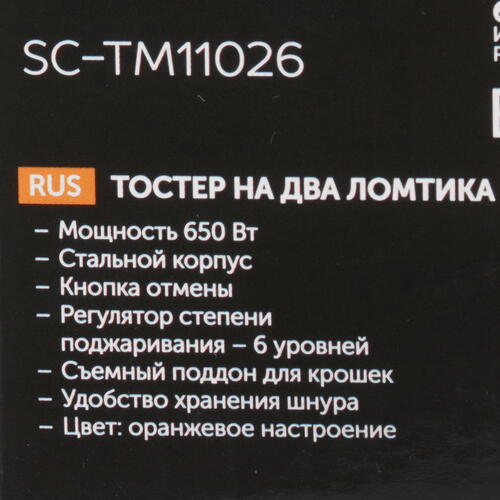 SC-TM11026
RUS ТОСТЕР НА ДВА ЛОМТИКА
– Мощность 650 Вт
– Стальной корпус
– Кнопка отмены
– Регулятор степени
поджаривания – 6 уровней
– Съемный поддон для крошек
– Удобство хранения шнура
– Цвет: оранжевое настроение